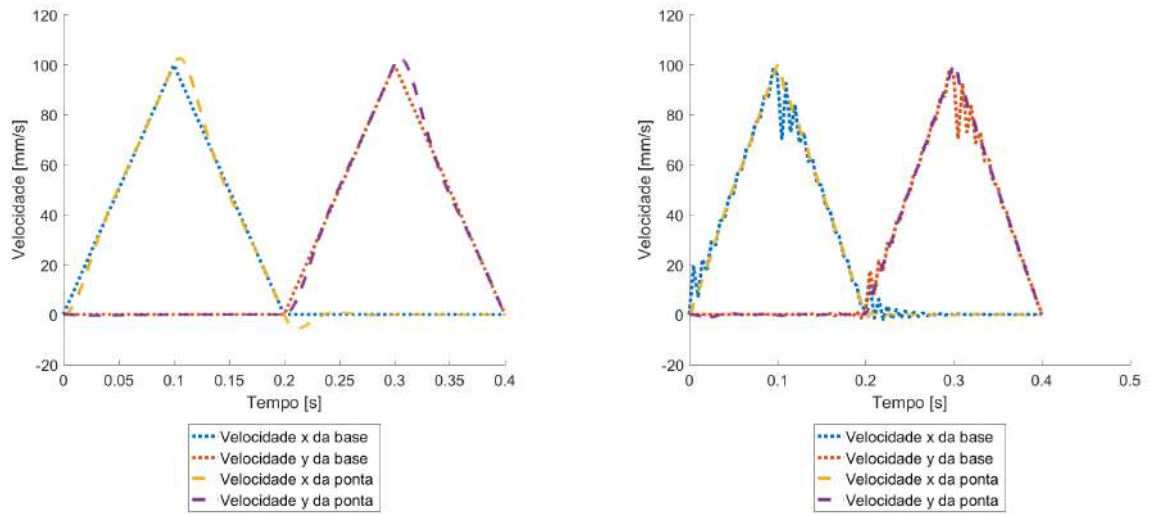 120
100
80
60
40
20
0
-20
Velocidade [mm/s]
0 0.05 0.1 0.15 0.2 0.25 0.3 0.35 0.4
Tempo [s]
Velocidade x da base
Velocidade y da base
Velocidade x da ponta
Velocidade y da ponta
120
100
80
60
40
20
0
-20
Velocidade [mm/s]
0 0.1 0.2 0.3 0.4 0.5
Tempo [s]
Velocidade x da base
Velocidade y da base
Velocidade x da ponta
Velocidade y da ponta